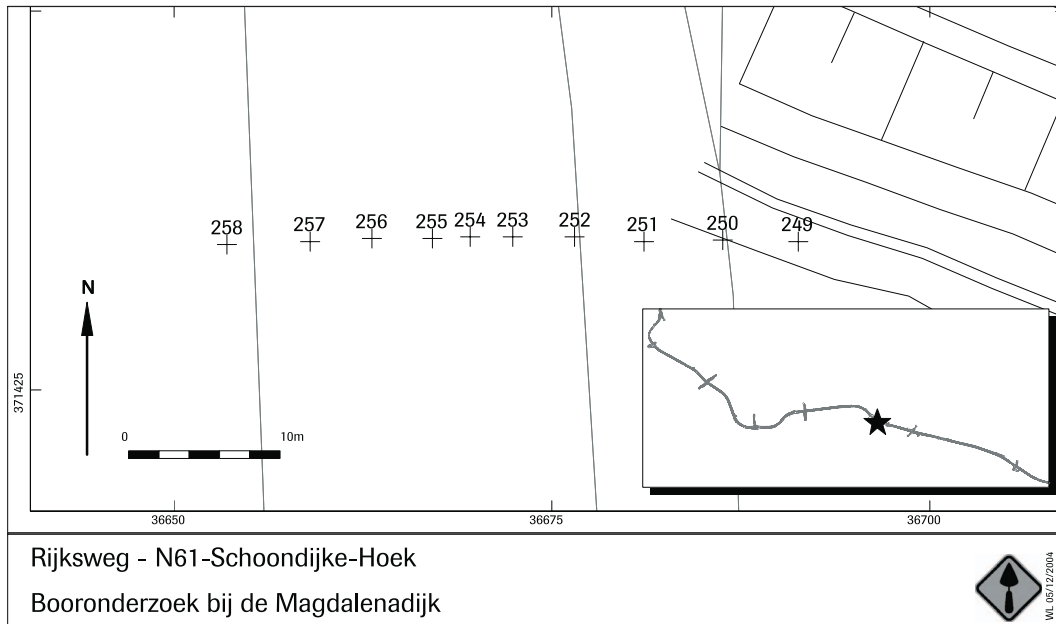 258
257
256
255
254
253
252
251
250
249
N
371425
0 10m
36650 36675 36700
Rijksweg - N61-Schoondijke-Hoek
Booronderzoek bij de Magdalenadijk
WL 05/12/2004